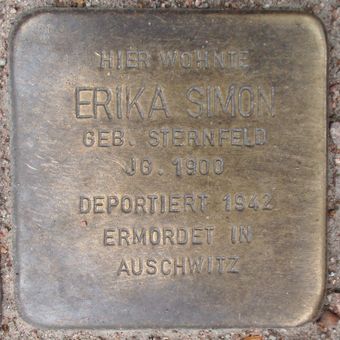 HIER WOHNTE
ERIKA SIMON
GEB. STERNFELD
JG. 1900
DEPORTIERT 1942
ERMORDET IN
AUSCHWITZ